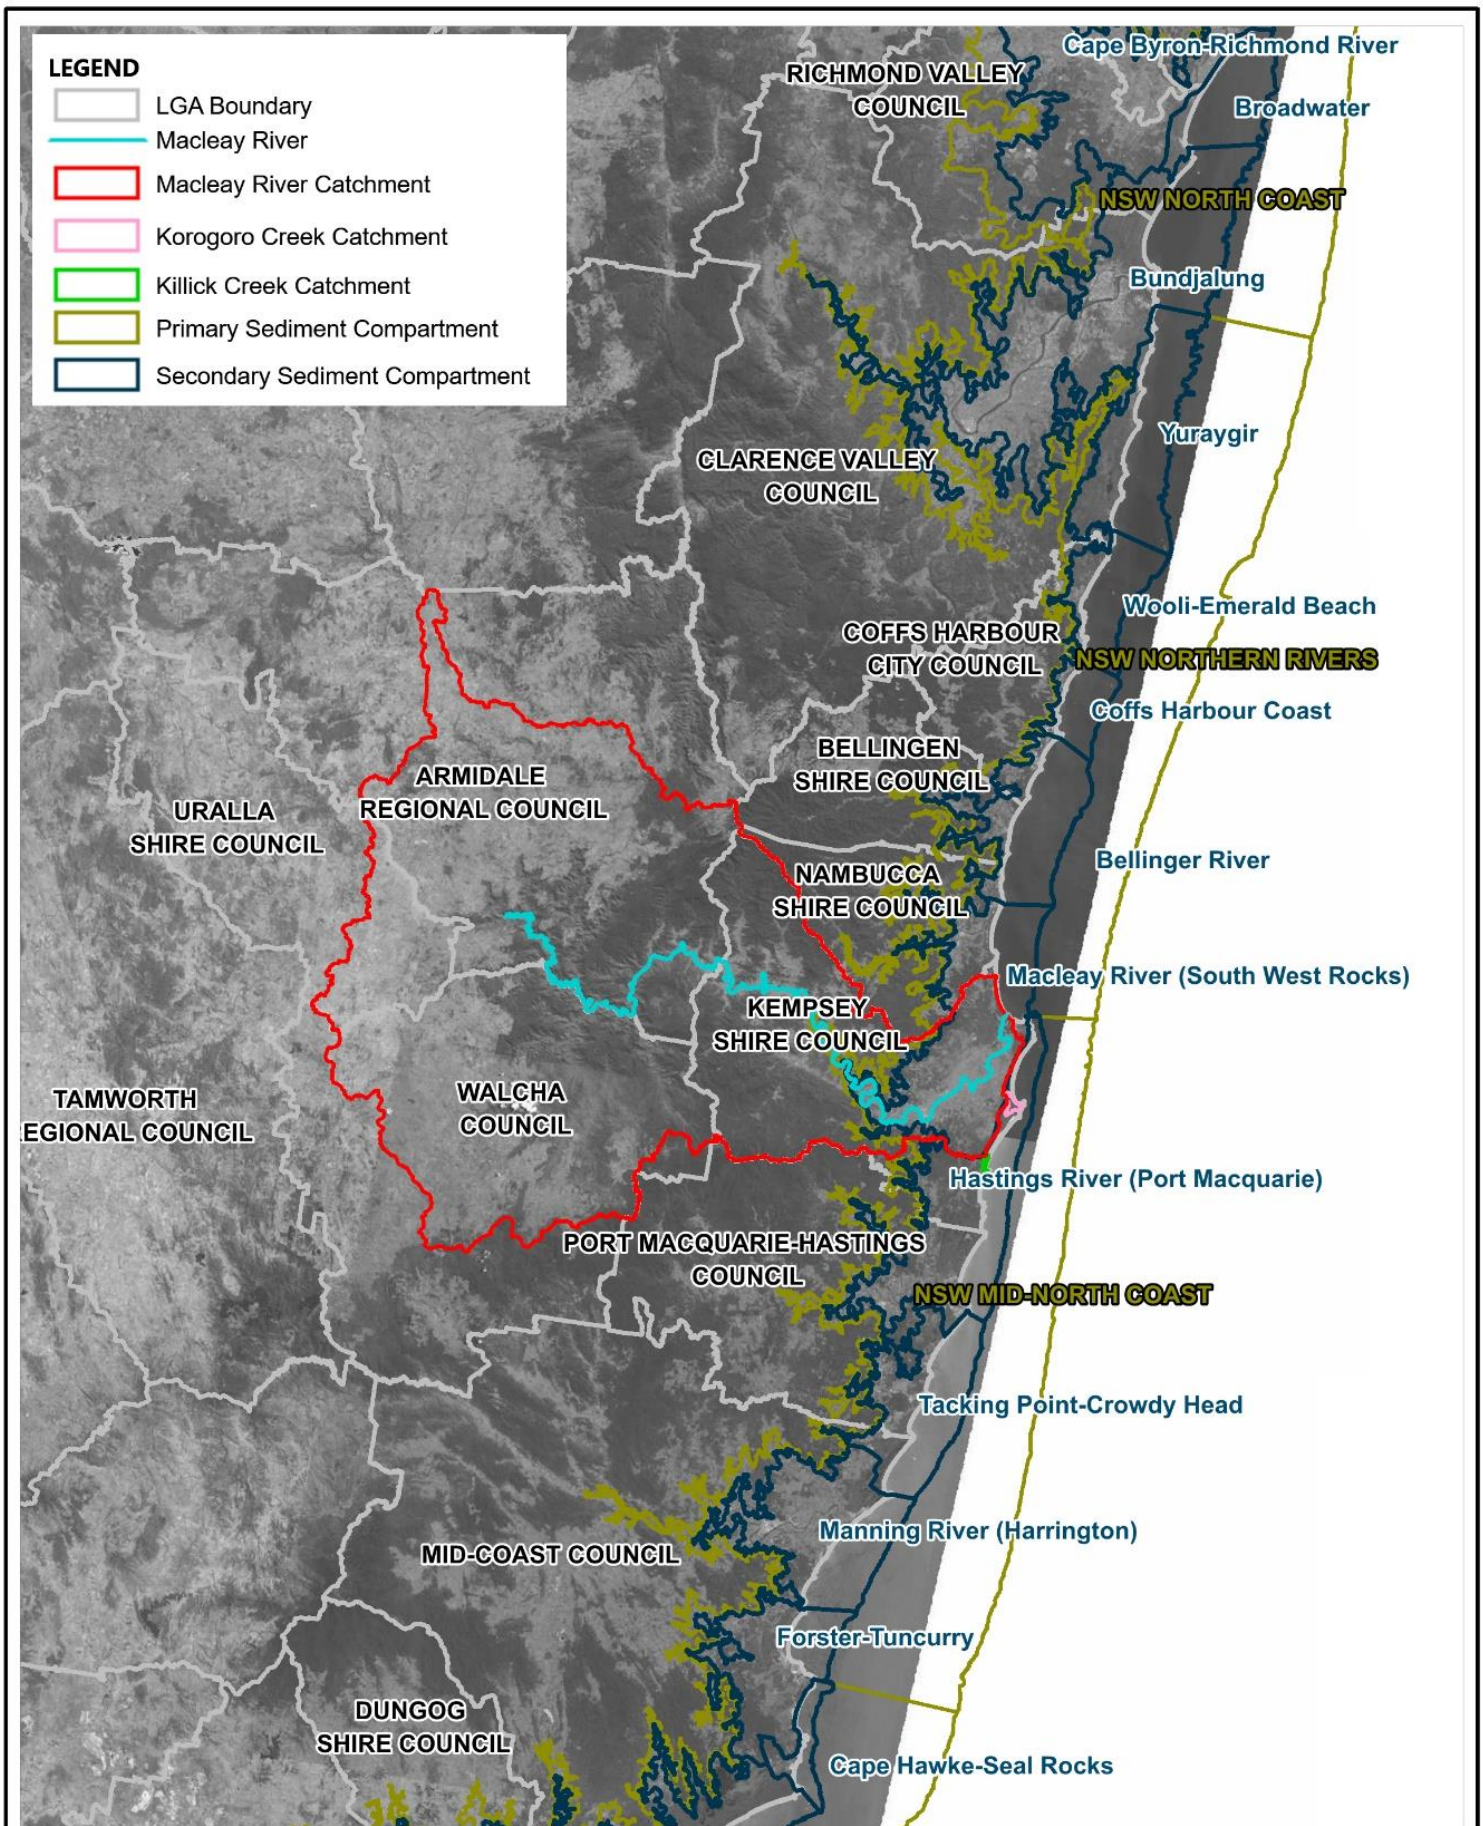 LEGEND
LGA Boundary
Macleay River
Macleay River Catchment
Korogoro Creek Catchment
Killick Creek Catchment
Primary Sediment Compartment
Secondary Sediment Compartment
Cape Byron-Richmond River
RICHMOND VALLEY
COUNCIL
Broadwater
NSW NORTH COAST
Bundjalung
Yuraygir
CLARENCE VALLEY
COUNCIL
Wooli-Emerald Beach
COFFS HARBOUR
CITY COUNCIL
NSW NORTHERN RIVERS
Coffs Harbour Coast
BELLINGEN
SHIRE COUNCIL
ARMIDALE
REGIONAL COUNCIL
URALLA
SHIRE COUNCIL
Bellinger River
NAMBUCCA
SHIRE COUNCIL
Macleay River (South West Rocks)
KEMPSEY
SHIRE COUNCIL
WALCHA
COUNCIL
TAMWORTH
EGIONAL COUNCIL
Hastings River (Port Macquarie)
PORT MACQUARIE-HASTINGS
COUNCIL
NSW MID-NORTH COAST
Tacking Point-Crowdy Head
Manning River (Harrington)
MID-COAST COUNCIL
Forster-Tuncurry
DUNGOG
SHIRE COUNCIL
Cape Hawke-Seal Rocks